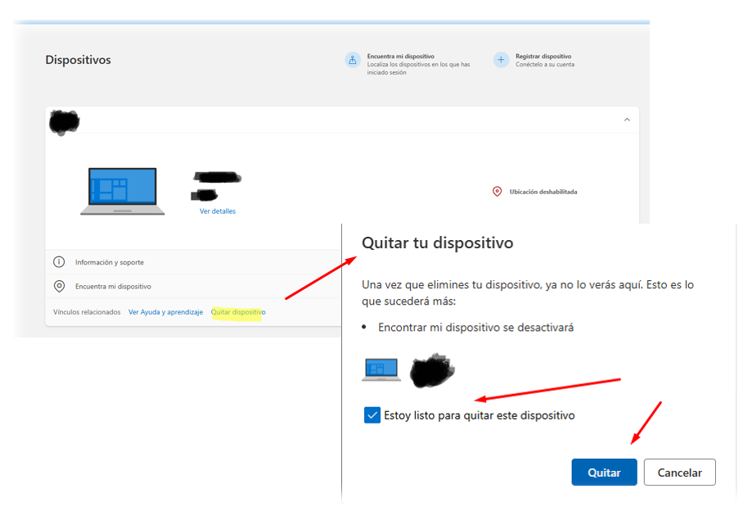 Dispositivos
Encuentra mi dispositivo
Localiza los dispositivos en los que has
iniciado sesión
Registrar dispositivo
Conéctelo a su cuenta
Ver detalles
Ubicación deshabilitada
Información y soporte
Encuentra mi dispositivo
Vínculos relacionados Ver Ayuda y aprendizaje Quitar dispositivo
Quitar tu dispositivo
Una vez que elimines tu dispositivo, ya no lo verás aquí. Esto es lo
que sucederá más:
• Encontrar mi dispositivo se desactivará
Estoy listo para quitar este dispositivo
Quitar Cancelar